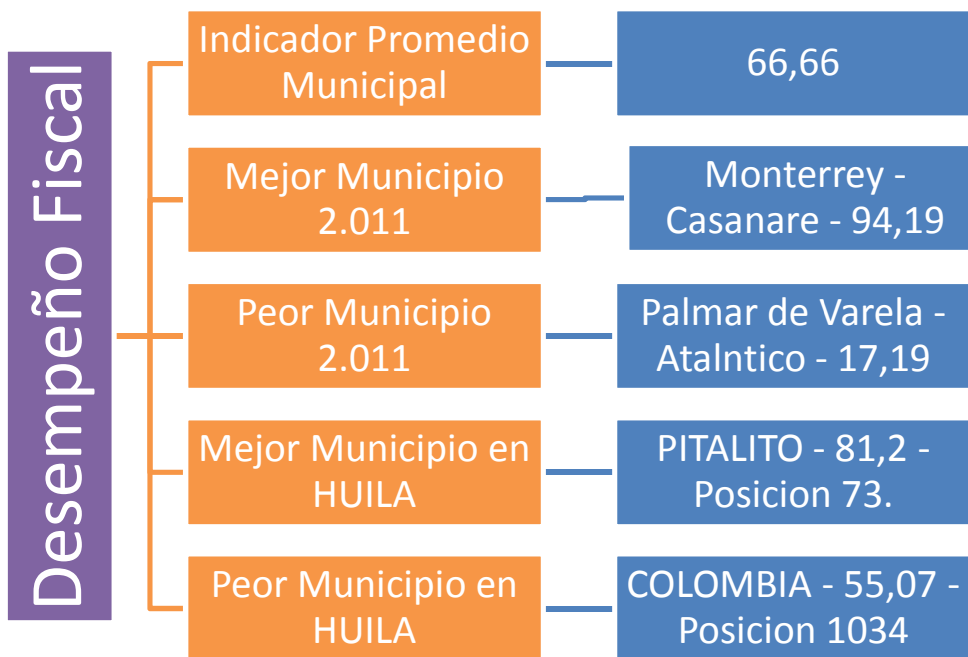 Desempeño Fiscal
Indicador Promedio
Municipal
66,66
Mejor Municipio
2.011
Monterrey -
Casanare - 94,19
Peor Municipio
2.011
Palmar de Varela -
Atalntico - 17,19
Mejor Municipio en
HUILA
PITALITO - 81,2 -
Posicion 73.
Peor Municipio en
HUILA
COLOMBIA - 55,07 -
Posicion 1034